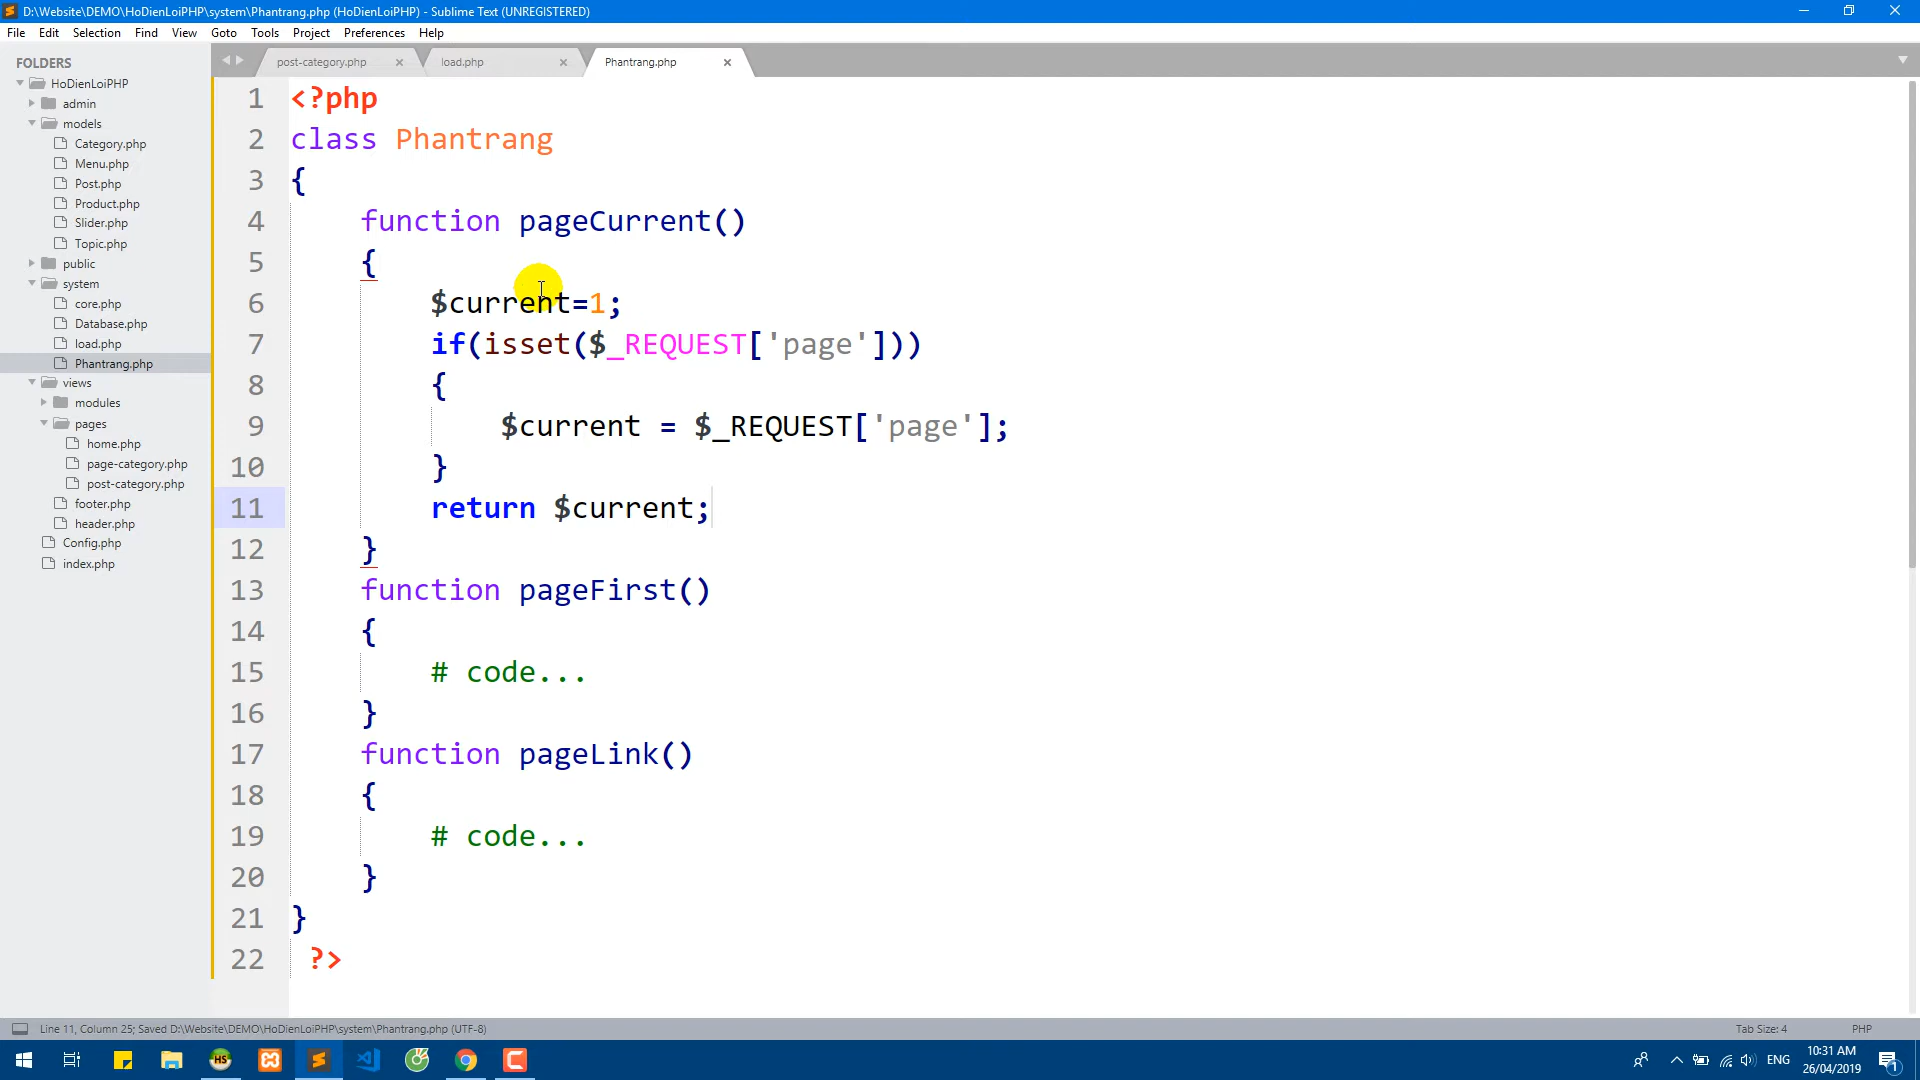 D:\Website\DEMO\HoDienLoiPHP\system\Phantrang.php (HoDienLoiPHP) - Sublime Text (UNREGISTERED)
File Edit Selection Find View Goto Tools Project Preferences Help
FOLDERS
HoDienLoiPHP
admin
models
Category.php
Menu.php
Post.php
Product.php
Slider.php
Topic.php
public
system
core.php
Database.php
load.php
Phantrang.php
views
modules
pages
home.php
page-category.php
post-category.php
footer.php
header.php
Config.php
index.php
post-category.php × load.php × Phantrang.php ×
1 <?php
2 class Phantrang
3 {
4 function pageCurrent()
5 {
6 $current=1;
7 if(isset($_REQUEST['page']))
8 {
9 $current = $_REQUEST['page'];
10 }
11 return $current;
12 }
13 function pageFirst()
14 {
15 # code...
16 }
17 function pageLink()
18 {
19 # code...
20 }
21 }
22 ?>
Line 11, Column 25; Saved D:\Website\DEMO\HoDienLoiPHP\system\Phantrang.php (UTF-8) Tab Size: 4 PHP
HS
ENG
10:31 AM
26/04/2019
1